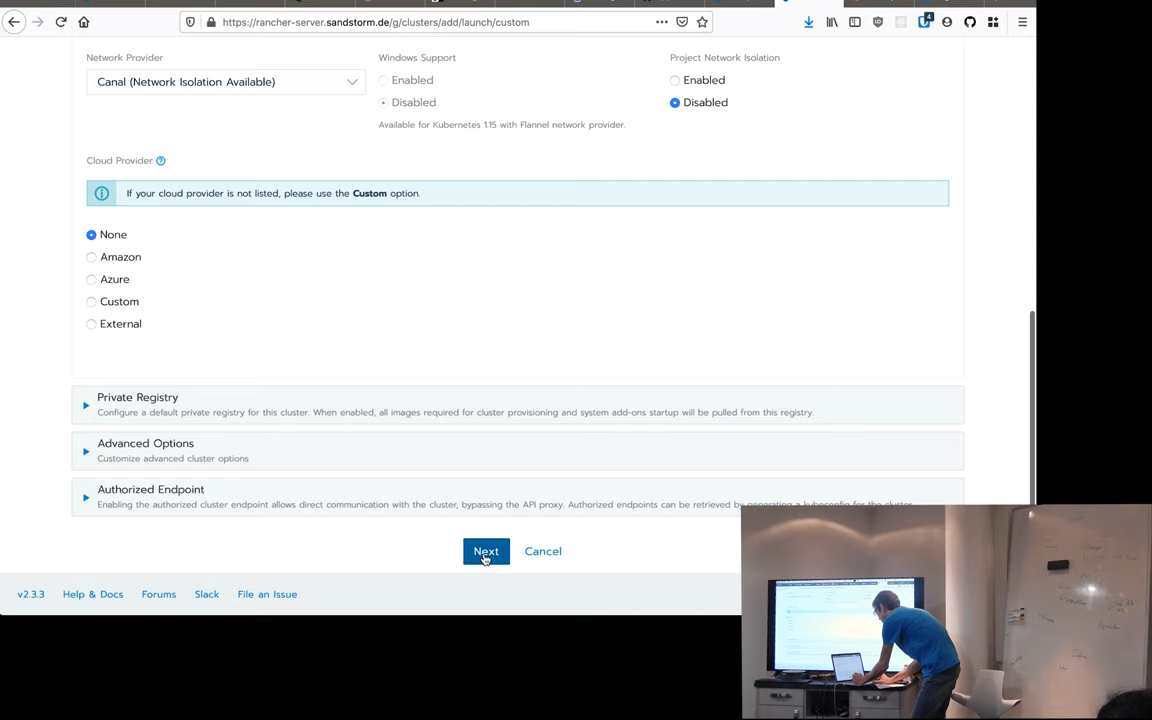 https://rancher-server.sandstorm.de/g/clusters/add/launch/custom
4
Network Provider
Windows Support
Project Network Isolation
Canal (Network Isolation Available)
Enabled
Enabled
Disabled
Disabled
Available for Kubernetes 1.15 with Flannel network provider.
Cloud Provider
If your cloud provider is not listed, please use the Custom option.
None
Amazon
Azure
Custom
External
Private Registry
Configure a default private registry for this cluster. When enabled, all images required for cluster provisioning and system add-ons startup will be pulled from this registry.
Advanced Options
Customize advanced cluster options
Authorized Endpoint
Enabling the authorized cluster endpoint allows direct communication with the cluster, bypassing the API proxy. Authorized endpoints can be retrieved by generating a kubeconfig for the cluster.
Next
Cancel
v2.3.3
Help & Docs
Forums
Slack
File an Issue